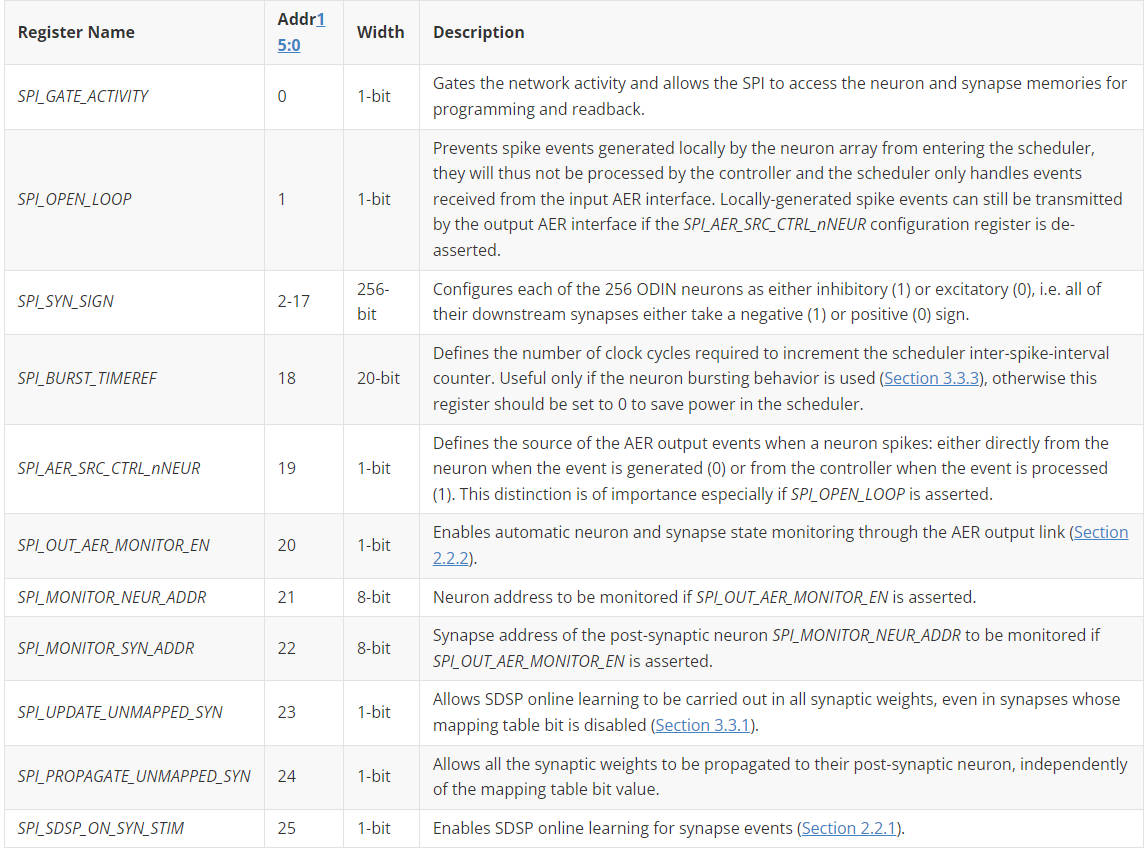 Register Name
Addr1
5:0
Width
Description
SPI_GATE_ACTIVITY
0
1-bit
Gates the network activity and allows the SPI to access the neuron and synapse memories for
programming and readback.
SPI_OPEN_LOOP
1
1-bit
Prevents spike events generated locally by the neuron array from entering the scheduler,
they will thus not be processed by the controller and the scheduler only handles events
received from the input AER interface. Locally-generated spike events can still be transmitted
by the output AER interface if the SPI_AER_SRC_CTRL_nNEUR configuration register is de-
asserted.
SPI_SYN_SIGN
2-17
256-
bit
Configures each of the 256 ODIN neurons as either inhibitory (1) or excitatory (0), i.e. all of
their downstream synapses either take a negative (1) or positive (0) sign.
SPI_BURST_TIMEREF
18
20-bit
Defines the number of clock cycles required to increment the scheduler inter-spike-interval
counter. Useful only if the neuron bursting behavior is used (Section 3.3.3), otherwise this
register should be set to 0 to save power in the scheduler.
SPI_AER_SRC_CTRL_nNEUR
19
1-bit
Defines the source of the AER output events when a neuron spikes: either directly from the
neuron when the event is generated (0) or from the controller when the event is processed
(1). This distinction is of importance especially if SPI_OPEN_LOOP is asserted.
SPI_OUT_AER_MONITOR_EN
20
1-bit
Enables automatic neuron and synapse state monitoring through the AER output link (Section
2.2.2).
SPI_MONITOR_NEUR_ADDR
21
8-bit
Neuron address to be monitored if SPI_OUT_AER_MONITOR_EN is asserted.
SPI_MONITOR_SYN_ADDR
22
8-bit
Synapse address of the post-synaptic neuron SPI_MONITOR_NEUR_ADDR to be monitored if
SPI_OUT_AER_MONITOR_EN is asserted.
SPI_UPDATE_UNMAPPED_SYN
23
1-bit
Allows SDSP online learning to be carried out in all synaptic weights, even in synapses whose
mapping table bit is disabled (Section 3.3.1).
SPI_PROPAGATE_UNMAPPED_SYN
24
1-bit
Allows all the synaptic weights to be propagated to their post-synaptic neuron, independently
of the mapping table bit value.
SPI_SDSP_ON_SYN_STIM
25
1-bit
Enables SDSP online learning for synapse events (Section 2.2.1).